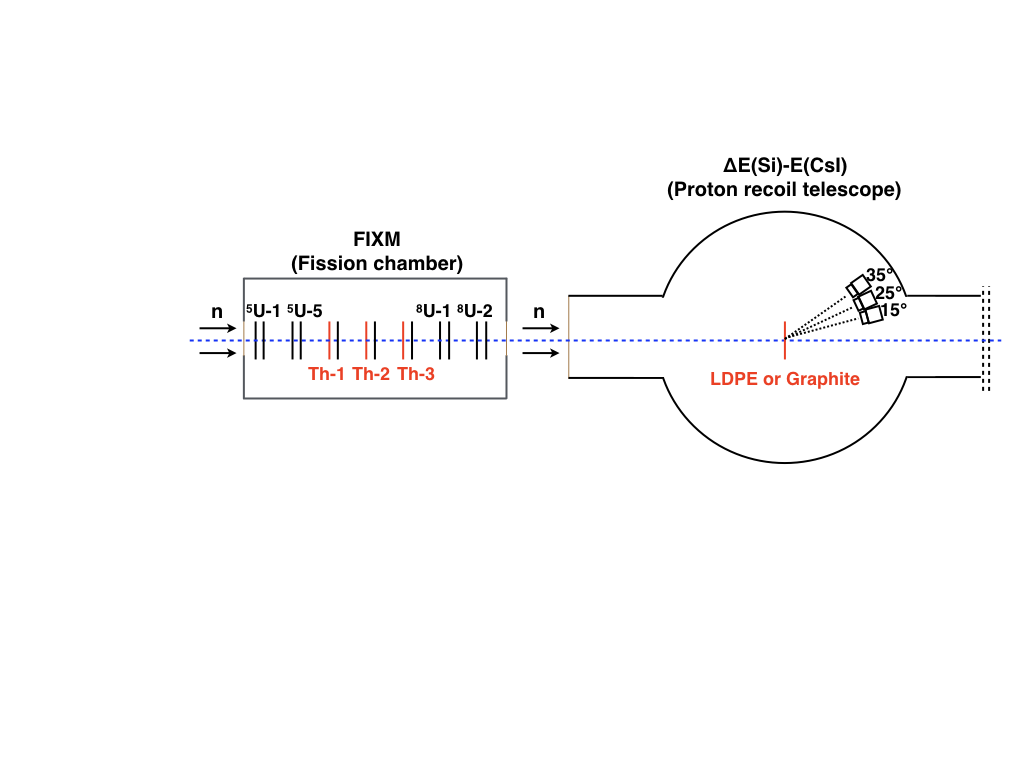 ΔE(Si)-E(CsI)
(Proton recoil telescope)
FIXM
(Fission chamber)
n
⁵U-1 ⁵U-5
⁸U-1 ⁸U-2
n
35°
25°
15°
Th-1 Th-2 Th-3
LDPE or Graphite